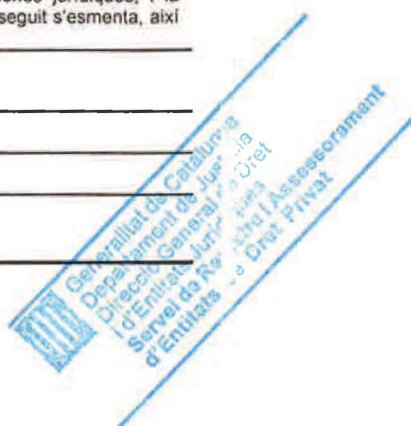 jurídiques, i la
seguit s'esmenta, així
Generalitat de Catalunya
Departament de Justícia
Direcció General de Dret
i d'Entitats Jurídiques
Servei de Registre i Assessorament
d'Entitats de Dret Privat